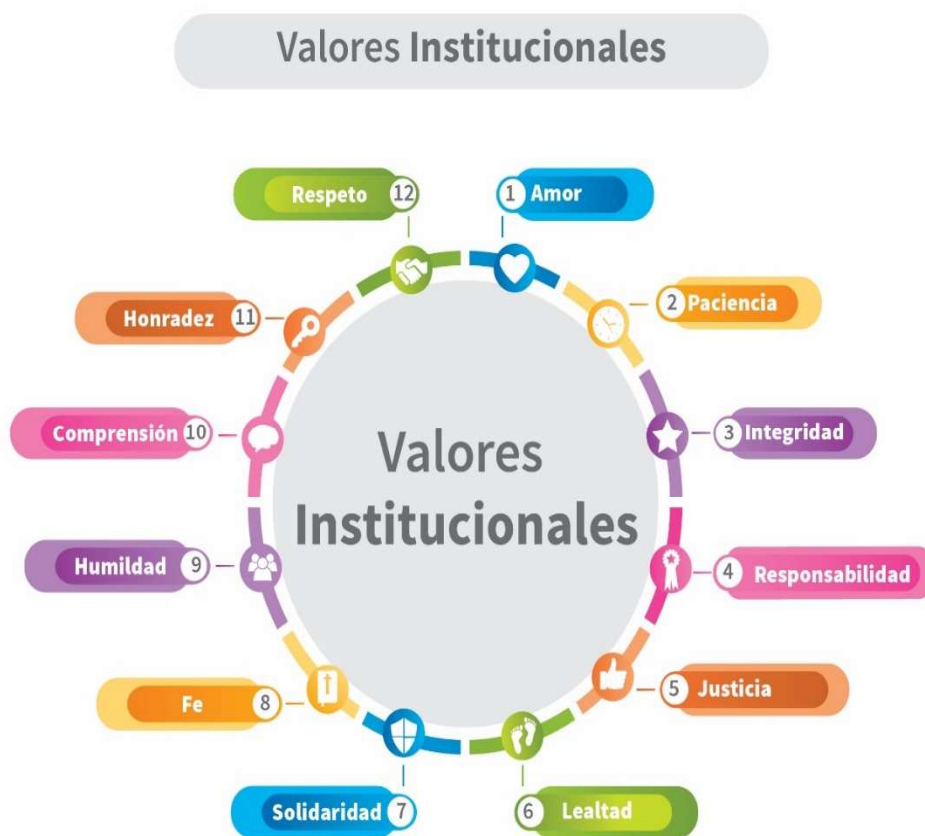 Valores Institucionales
1 Amor
2 Paciencia
3 Integridad
4 Responsabilidad
5 Justicia
6 Lealtad
Solidaridad 7
Fe 8
Humildad 9
Comprensión 10
Honradez 11
Respeto 12
Valores
Institucionales